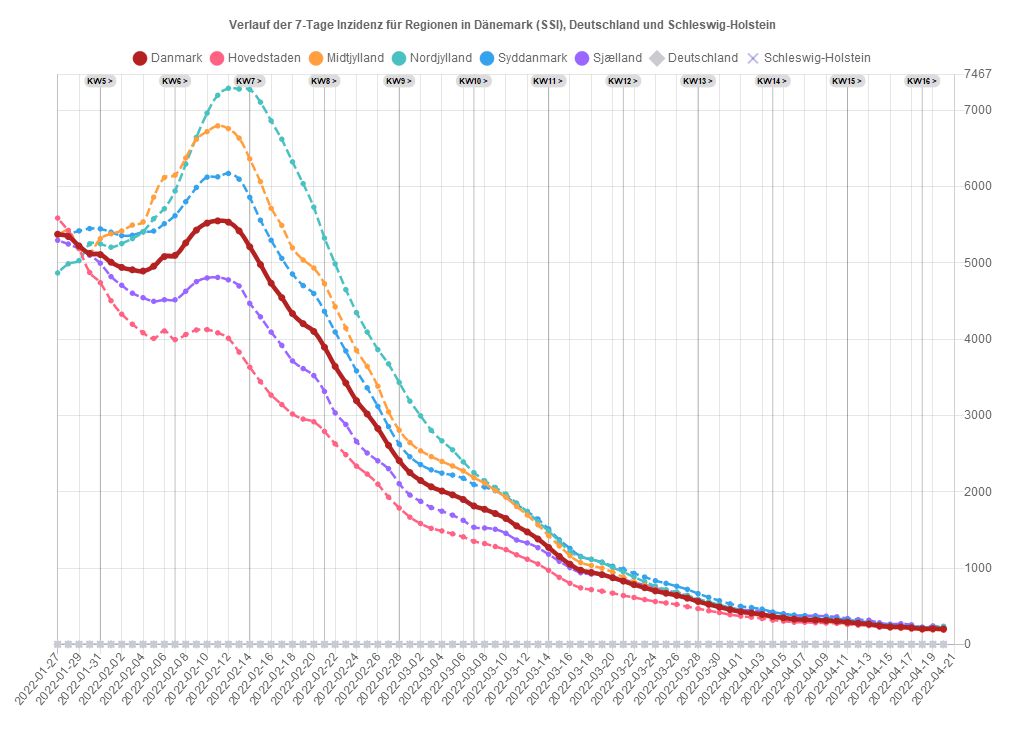 Verlauf der 7-Tage Inzidenz für Regionen in Dänemark (SSI), Deutschland und Schleswig-Holstein
Danmark Hovedstaden Midtjylland Nordjylland Syddanmark Sjælland Deutschland Schleswig-Holstein
KW5 > KW6 > KW7 > KW8 > KW9 > KW10 > KW11 > KW12 > KW13 > KW14 > KW15 > KW16 >
7467
7000
6000
5000
4000
3000
2000
1000
0
2022-01-27 2022-01-29 2022-01-31 2022-02-02 2022-02-04 2022-02-06 2022-02-08 2022-02-10 2022-02-12 2022-02-14 2022-02-16 2022-02-18 2022-02-20 2022-02-22 2022-02-24 2022-02-26 2022-02-28 2022-03-02 2022-03-04 2022-03-06 2022-03-08 2022-03-10 2022-03-12 2022-03-14 2022-03-16 2022-03-18 2022-03-20 2022-03-22 2022-03-24 2022-03-26 2022-03-28 2022-03-30 2022-04-01 2022-04-03 2022-04-05 2022-04-07 2022-04-09 2022-04-11 2022-04-13 2022-04-15 2022-04-17 2022-04-19 2022-04-21